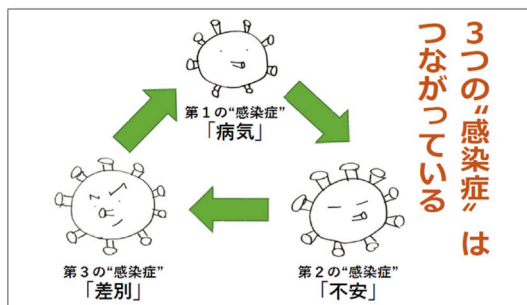 3つの“感染症”は
つながっている
第1の“感染症”
「病気」
第2の“感染症”
「不安」
第3の“感染症”
「差別」